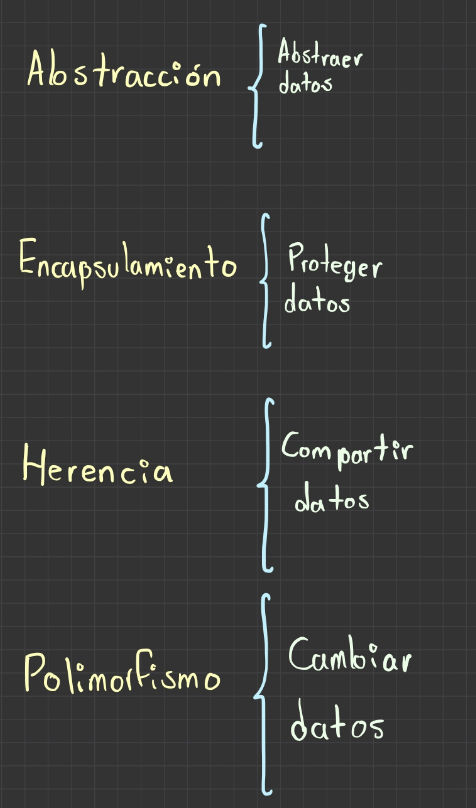 Abstracción
Abstraer
datos
Encapsulamiento
Proteger
datos
Herencia
Compartir
datos
Polimorfismo
Cambiar
datos